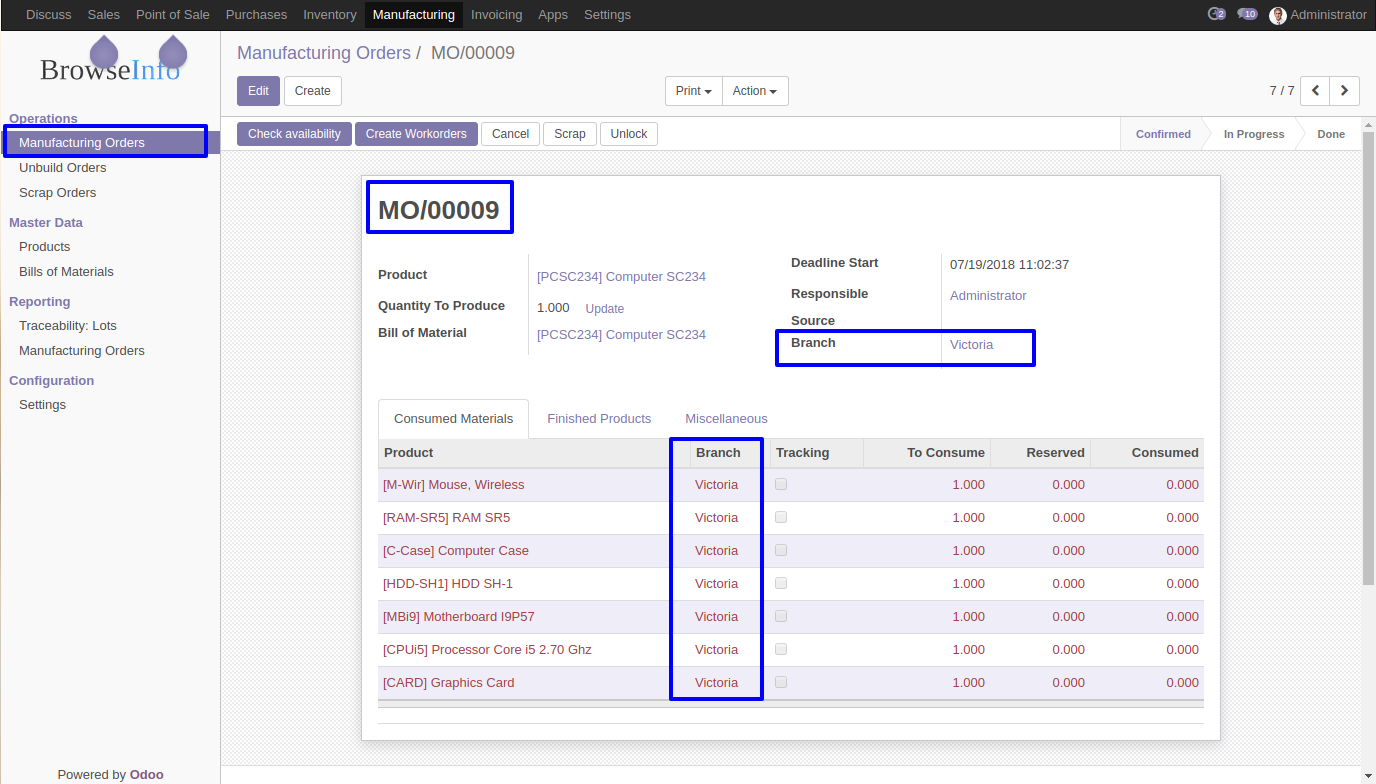 Discuss Sales Point of Sale Purchases Inventory Manufacturing Invoicing Apps Settings 2 10 Administrator
BrowseInfo
Manufacturing Orders / MO/00009
Edit Create Print Action 7 / 7
Check availability Create Workorders Cancel Scrap Unlock Confirmed In Progress Done
Operations
Manufacturing Orders
Unbuild Orders
Scrap Orders
Master Data
Products
Bills of Materials
Reporting
Traceability: Lots
Manufacturing Orders
Configuration
Settings
Powered by Odoo
MO/00009
Product [PCSC234] Computer SC234
Quantity To Produce 1.000 Update
Bill of Material [PCSC234] Computer SC234
Deadline Start 07/19/2018 11:02:37
Responsible Administrator
Source
Branch Victoria
Consumed Materials Finished Products Miscellaneous
Product Branch Tracking To Consume Reserved Consumed
[M-Wir] Mouse, Wireless Victoria 1.000 0.000 0.000
[RAM-SR5] RAM SR5 Victoria 1.000 0.000 0.000
[C-Case] Computer Case Victoria 1.000 0.000 0.000
[HDD-SH1] HDD SH-1 Victoria 1.000 0.000 0.000
[MBi9] Motherboard I9P57 Victoria 1.000 0.000 0.000
[CPUi5] Processor Core i5 2.70 Ghz Victoria 1.000 0.000 0.000
[CARD] Graphics Card Victoria 1.000 0.000 0.000